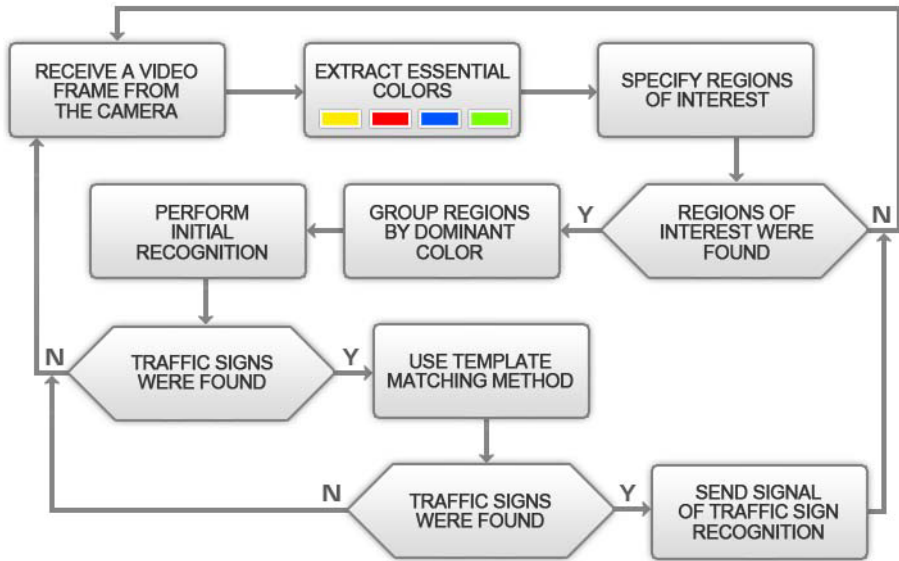 RECEIVE A VIDEO
FRAME FROM
THE CAMERA
EXTRACT ESSENTIAL
COLORS
SPECIFY REGIONS
OF INTEREST
REGIONS OF
INTEREST WERE
FOUND
N
Y
GROUP REGIONS
BY DOMINANT
COLOR
PERFORM
INITIAL
RECOGNITION
TRAFFIC SIGNS
WERE FOUND
N
Y
USE TEMPLATE
MATCHING METHOD
TRAFFIC SIGNS
WERE FOUND
N
Y
SEND SIGNAL
OF TRAFFIC SIGN
RECOGNITION